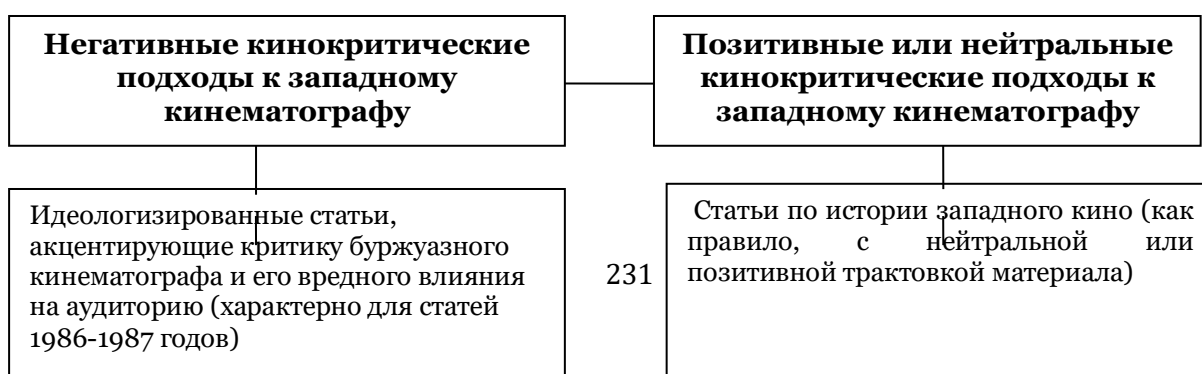 Негативные кинокритические
подходы к западному
кинематографу
Позитивные или нейтральные
кинокритические подходы к
западному кинематографу
Идеологизированные статьи,
акцентирующие критику буржуазного
кинематографа и его вредного влияния
на аудиторию (характерно для статей
1986-1987 годов)
231
Статьи по истории западного кино (как
правило, с нейтральной или
позитивной трактовкой материала)